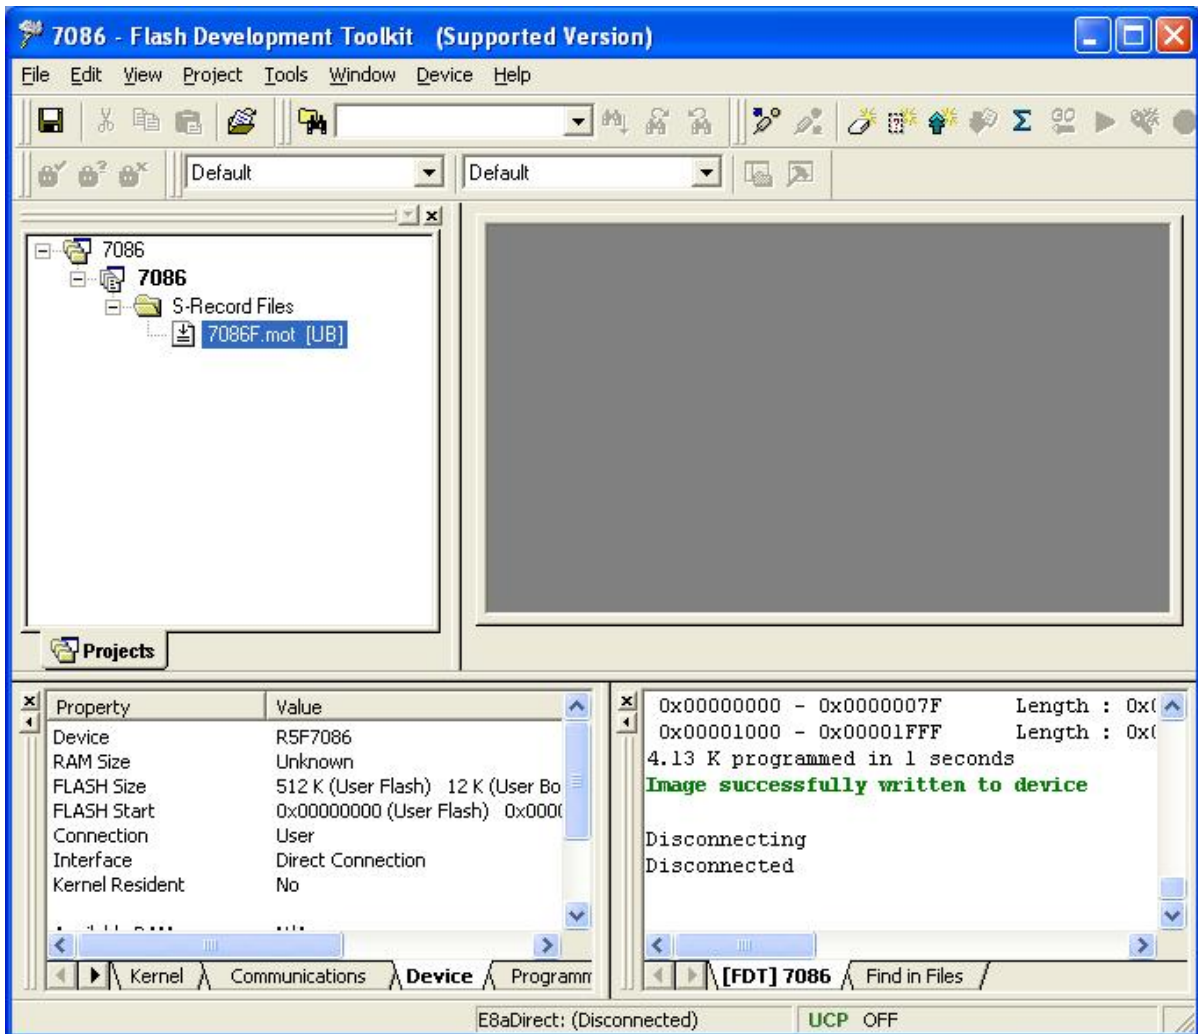 7086 - Flash Development Toolkit (Supported Version)
File Edit View Project Tools Window Device Help
Default
Default
7086
7086
S-Record Files
7086F.mot [UB]
Projects
Property Value
Device R5F7086
RAM Size Unknown
FLASH Size 512 K (User Flash) 12 K (User Bo
FLASH Start 0x00000000 (User Flash) 0x000
Connection User
Interface Direct Connection
Kernel Resident No
Kernel Communications Device Programm
0x00000000 - 0x0000007F Length : 0x
0x00001000 - 0x00001FFF Length : 0x
4.13 K programmed in 1 seconds
Image successfully written to device
Disconnecting
Disconnected
[FDT] 7086 Find in Files
E8aDirect: (Disconnected) UCP OFF